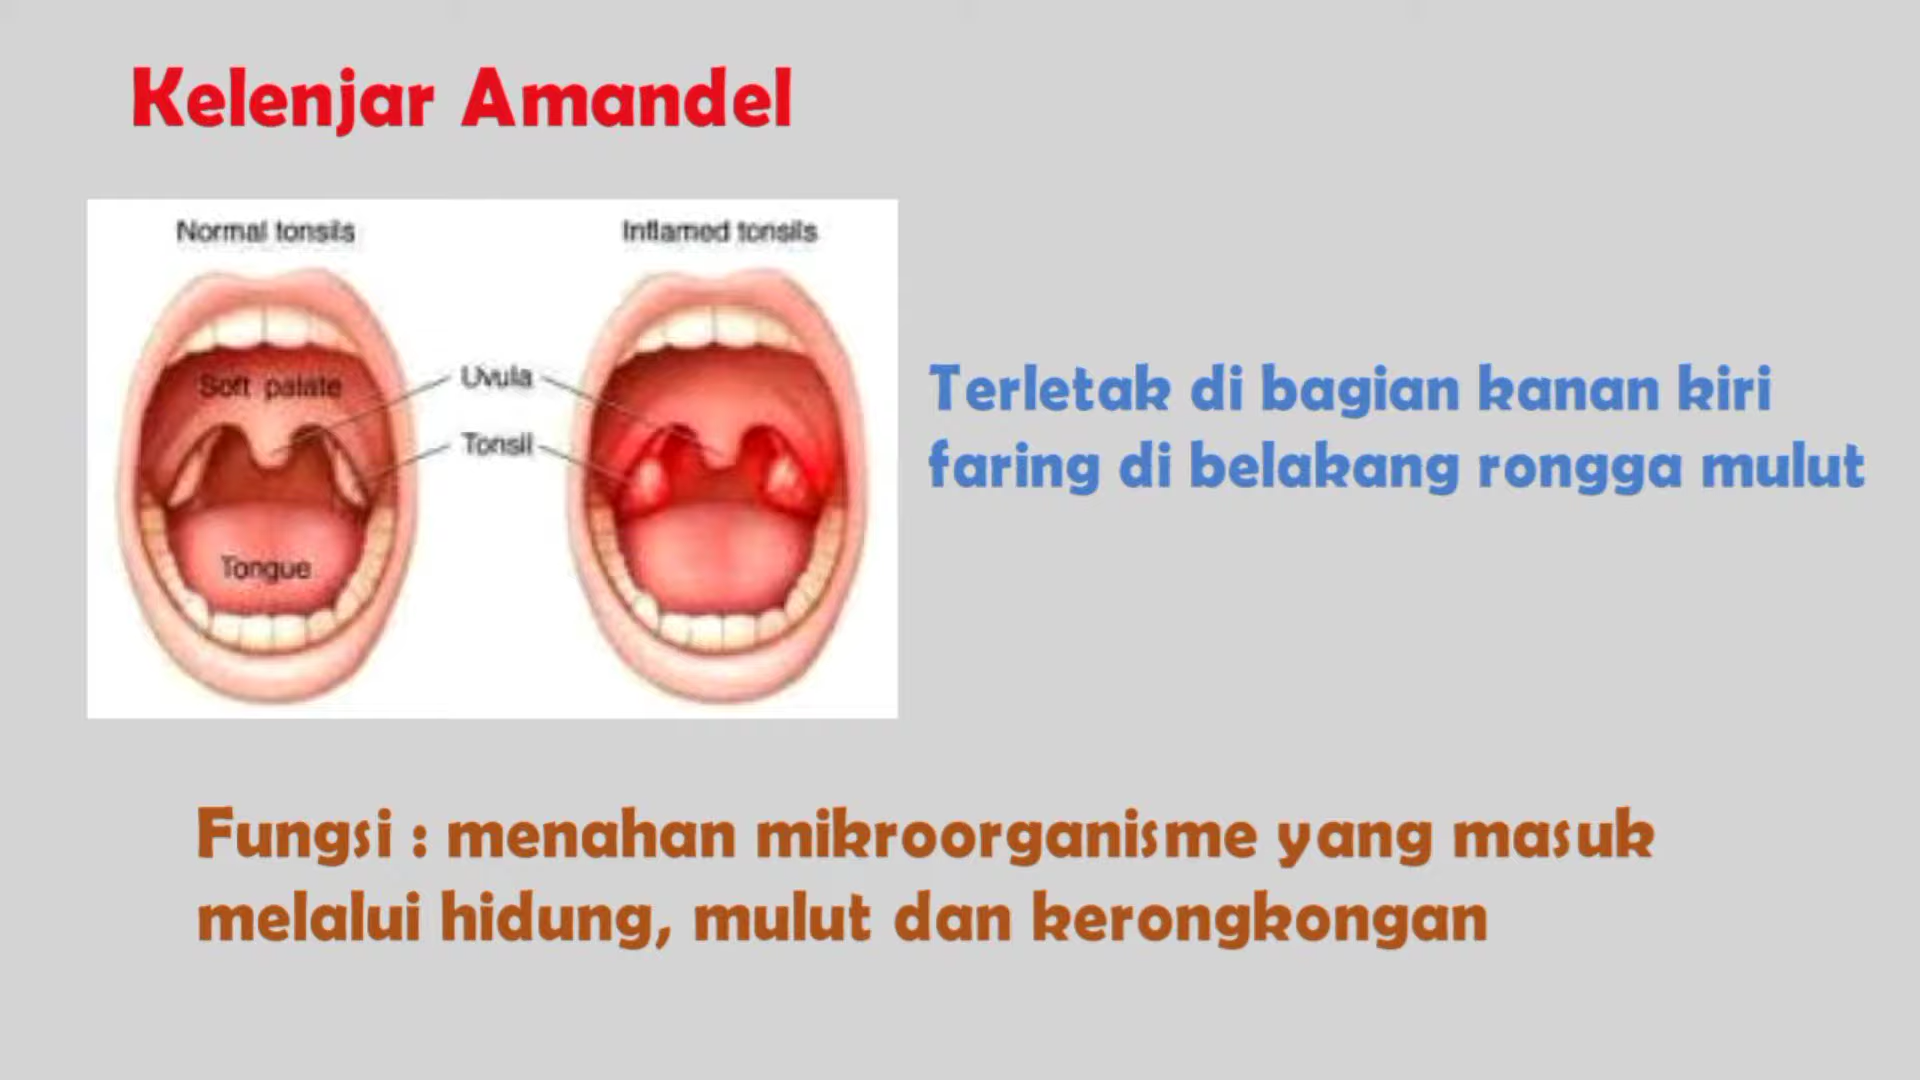 Kelenjar Amandel
Normal tonsils
Inflamed tonsils
Soft palate
Uvula
Tonsil
Tongue
Terletak di bagian kanan kiri
faring di belakang rongga mulut
Fungsi : menahan mikroorganisme yang masuk
melalui hidung, mulut dan kerongkongan